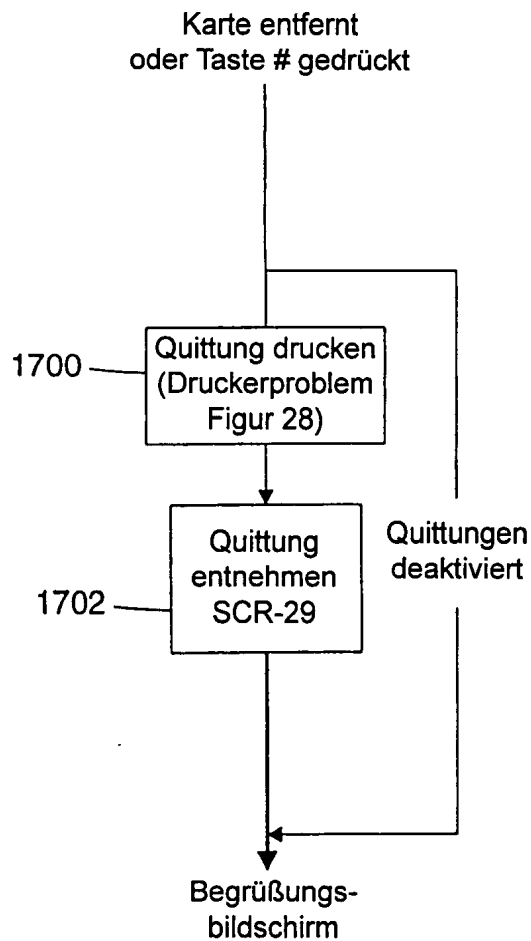 Karte entfernt
oder Taste # gedrückt
1700
Quittung drucken
(Druckerproblem
Figur 28)
Quittung
entnehmen
SCR-29
1702
Quittungen
deaktiviert
Begrüßungs-
bildschirm